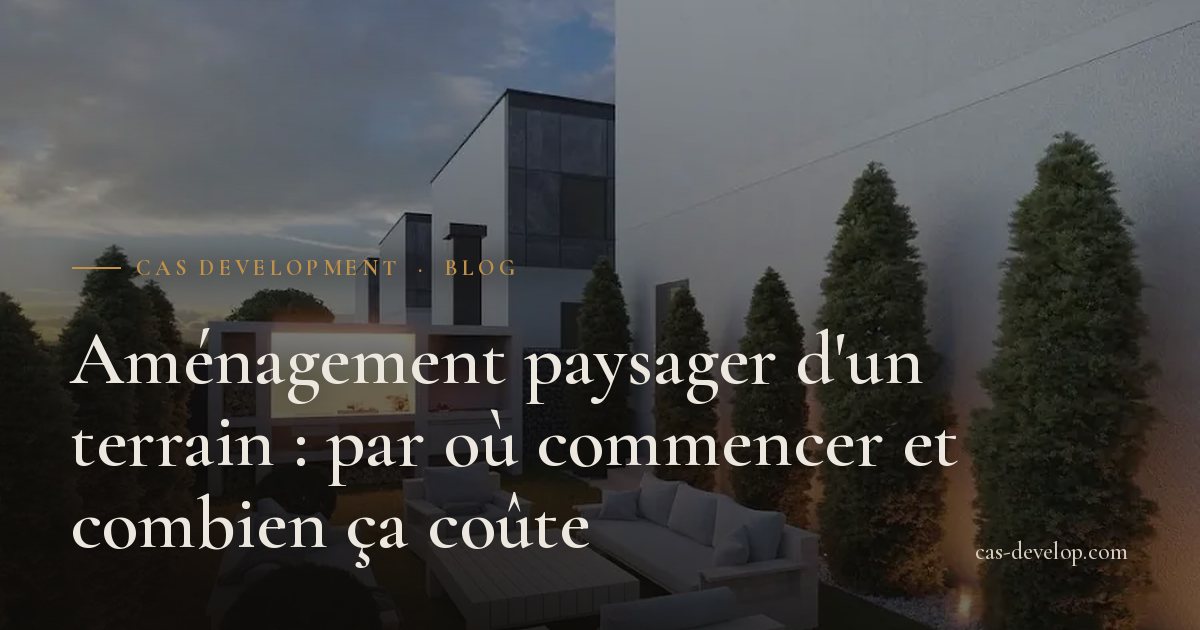 CAS DEVELOPMENT · BLOG
Aménagement paysager d'un
terrain : par où commencer et
combien ça coûte
cas-develop.com